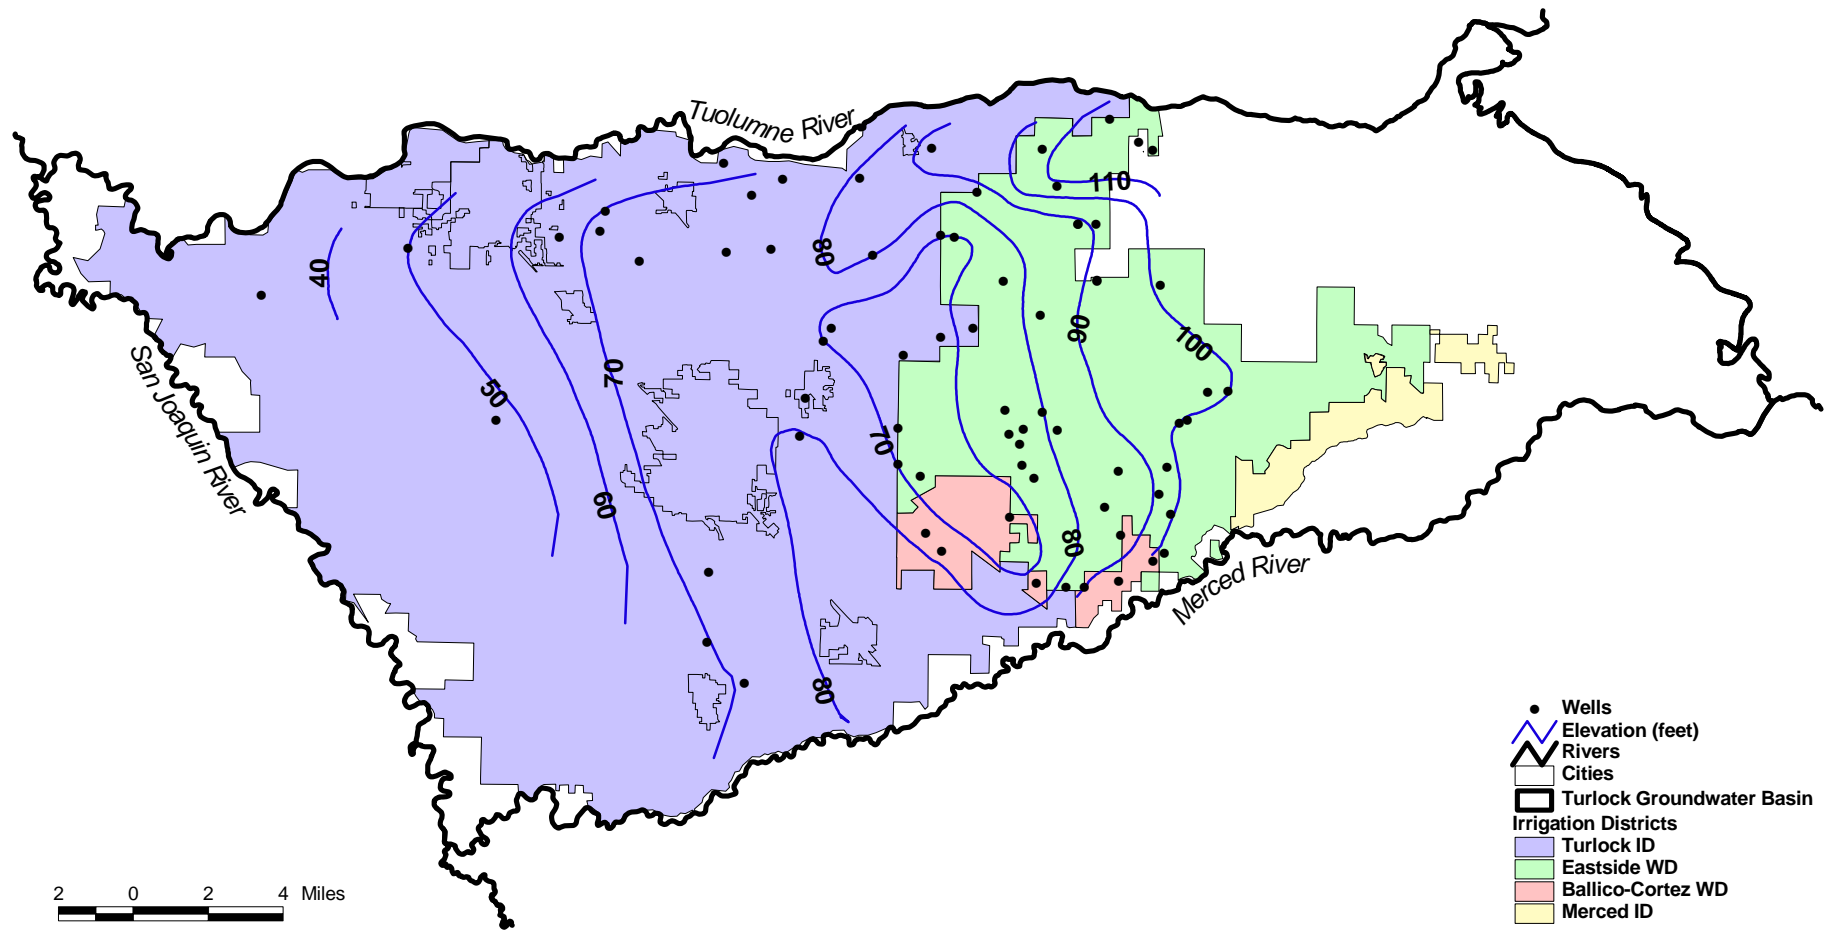 Tuolumne River
110
80
40
90
100
70
50
San Joaquin River
70
60
80
Merced River
80
Wells
Elevation (feet)
Rivers
Cities
Turlock Groundwater Basin
Irrigation Districts
Turlock ID
Eastside WD
Ballico-Cortez WD
Merced ID
2 0 2 4 Miles